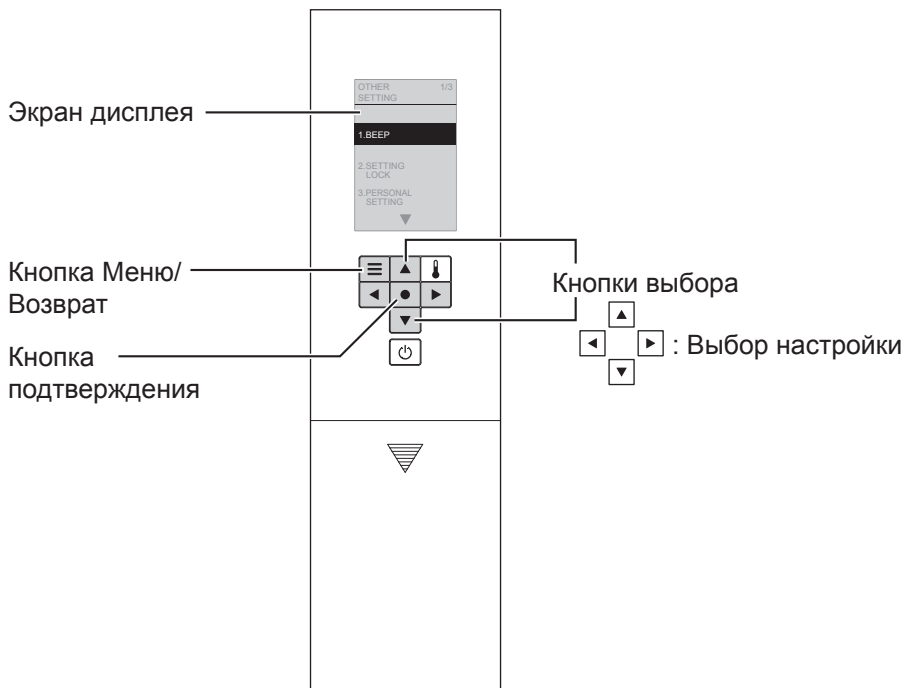 Экран дисплея
OTHER 1/3
SETTING
1.BEEP
2.SETTING
LOCK
3.PERSONAL
SETTING
Кнопка Меню/
Возврат
Кнопка
подтверждения
Кнопки выбора
: Выбор настройки